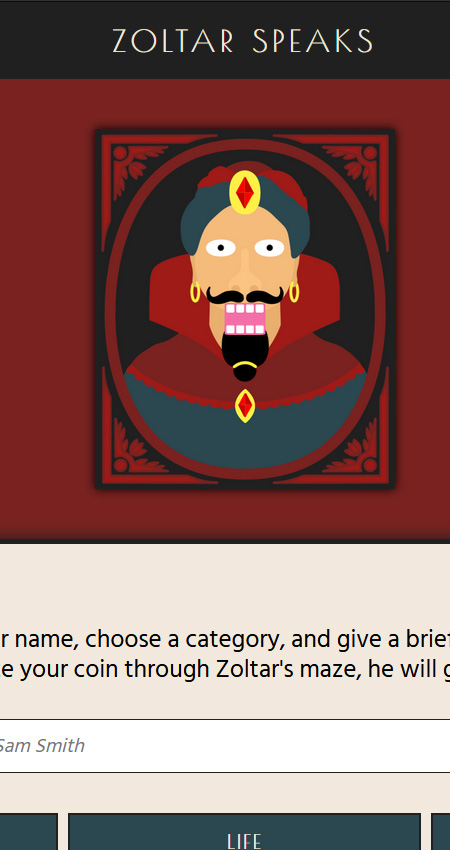 ZOLTAR SPEAKS
r name, choose a category, and give a brief
e your coin through Zoltar's maze, he will g
Sam Smith
LIFE